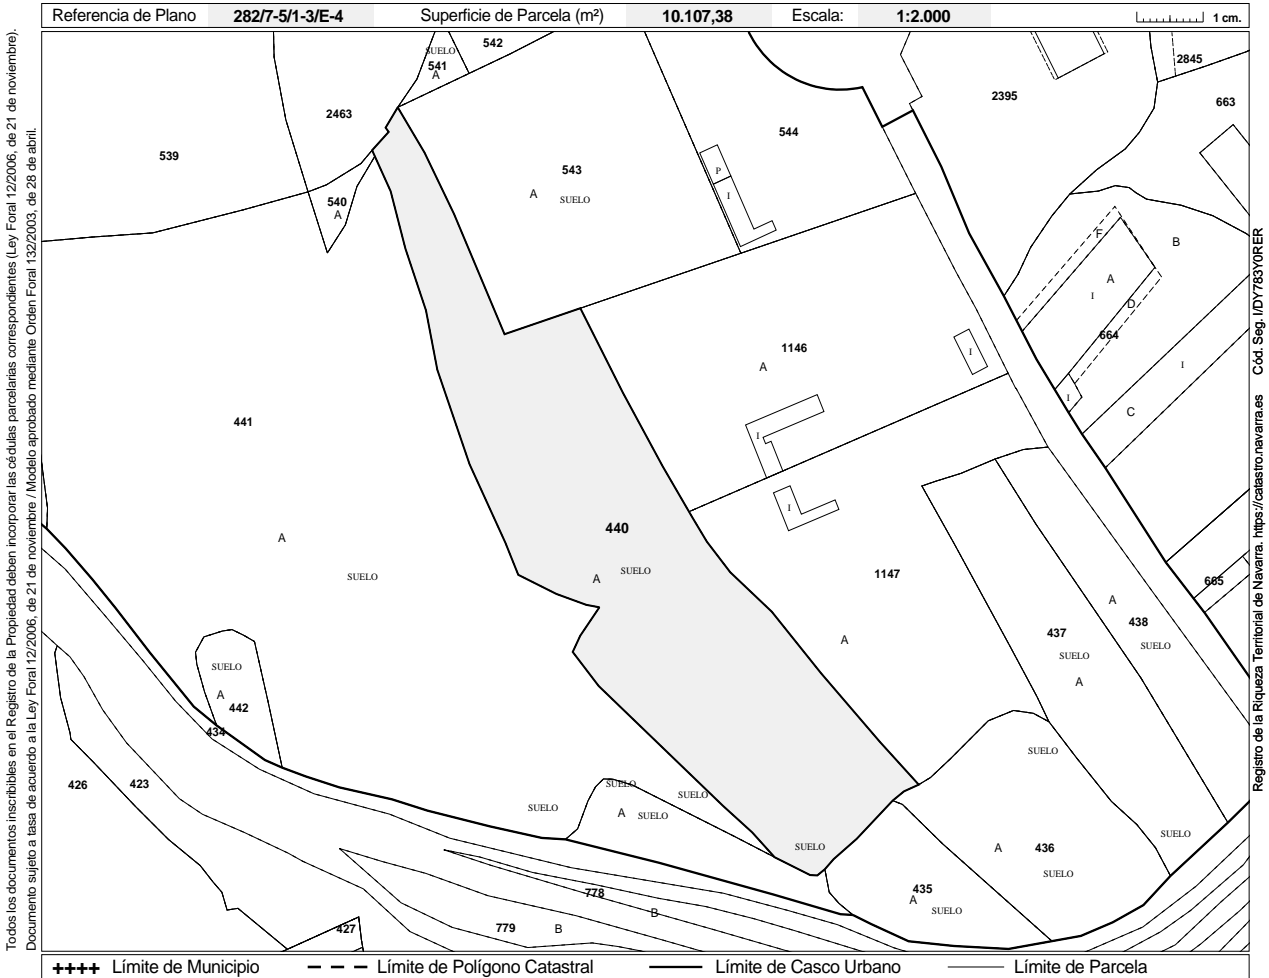 Referencia de Plano 282/7-5/1-3/E-4 Superficie de Parcela (m²) 10.107,38 Escala: 1:2.000 1 cm.
Todos los documentos inscribibles en el Registro de la Propiedad deben incorporar las cédulas parcelarias correspondientes (Ley Foral 12/2006, de 21 de noviembre).
Documento sujeto a tasa de acuerdo a la Ley Foral 12/2006, de 21 de noviembre / Modelo aprobado mediante Orden Foral 132/2003, de 28 de abril.
542
SUELO
541
A
2845
2395
663
2463
544
539
543
P
A
SUELO
I
540
A
F
B
A
I
D
664
1146
I
A
I
I
C
441
I
I
440
A
SUELO
A
SUELO
1147
665
A
438
437
SUELO
A
SUELO
A
SUELO
A
442
434
SUELO
426
423
SUELO
SUELO
SUELO
A
SUELO
SUELO
SUELO
A
436
SUELO
435
A
SUELO
778
B
779
B
427
Registro de la Riqueza Territorial de Navarra. https://catastro.navarra.es Cód. Seg. I/DY783Y0RER
++++ Límite de Municipio
Límite de Polígono Catastral
Límite de Casco Urbano
Límite de Parcela